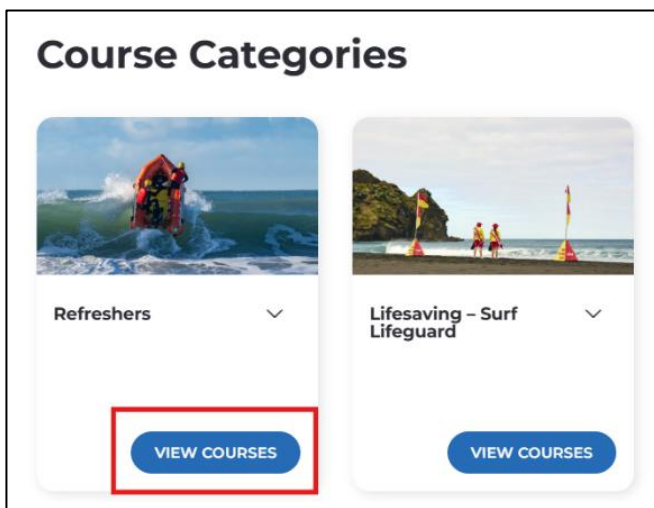 Course Categories
Refreshers
Lifesaving – Surf
Lifeguard
VIEW COURSES
VIEW COURSES